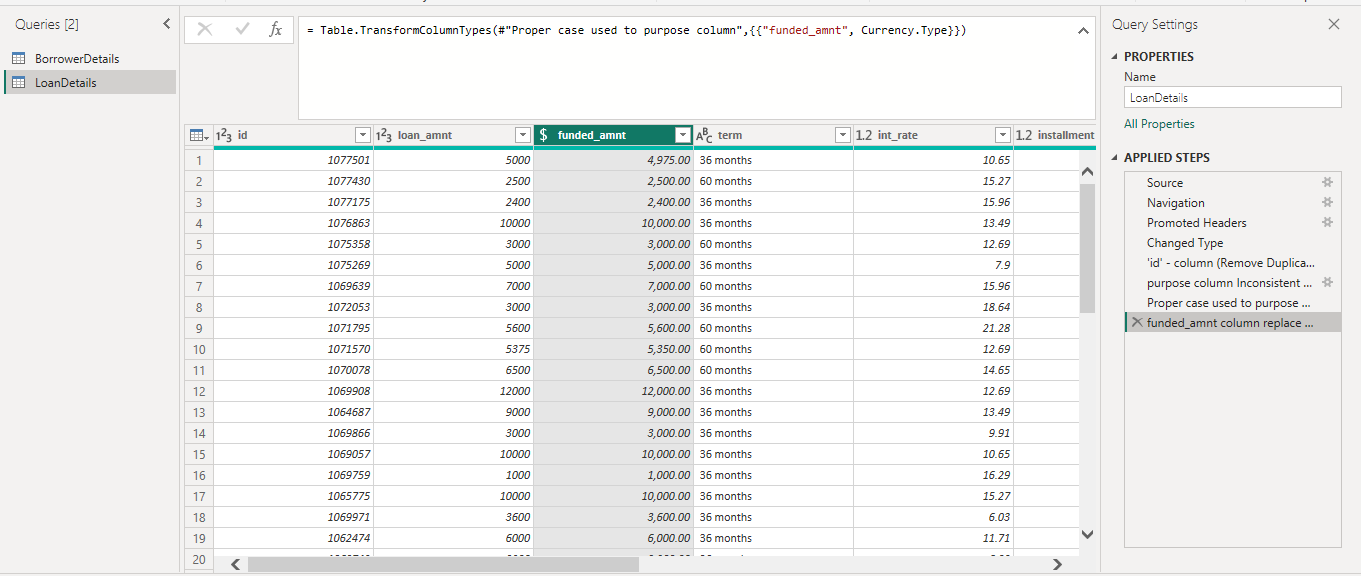 Queries [2]
BorrowerDetails
LoanDetails
fx
= Table.TransformColumnTypes(#"Proper case used to purpose column",{{"funded_amnt", Currency.Type}})
1²3 id 1²3 loan_amnt $ funded_amnt ABC term 1.2 int_rate 1.2 installment
1 1077501 5000 4,975.00 36 months 10.65
2 1077430 2500 2,500.00 60 months 15.27
3 1077175 2400 2,400.00 36 months 15.96
4 1076863 10000 10,000.00 36 months 13.49
5 1075358 3000 3,000.00 60 months 12.69
6 1075269 5000 5,000.00 36 months 7.9
7 1069639 7000 7,000.00 60 months 15.96
8 1072053 3000 3,000.00 36 months 18.64
9 1071795 5600 5,600.00 60 months 21.28
10 1071570 5375 5,350.00 60 months 12.69
11 1070078 6500 6,500.00 60 months 14.65
12 1069908 12000 12,000.00 36 months 12.69
13 1064687 9000 9,000.00 36 months 13.49
14 1069866 3000 3,000.00 36 months 9.91
15 1069057 10000 10,000.00 36 months 10.65
16 1069759 1000 1,000.00 36 months 16.29
17 1065775 10000 10,000.00 36 months 15.27
18 1069971 3600 3,600.00 36 months 6.03
19 1062474 6000 6,000.00 36 months 11.71
20
Query Settings
PROPERTIES
Name
LoanDetails
All Properties
APPLIED STEPS
Source
Navigation
Promoted Headers
Changed Type
'id' - column (Remove Duplica...
purpose column Inconsistent ...
Proper case used to purpose ...
funded_amnt column replace ...